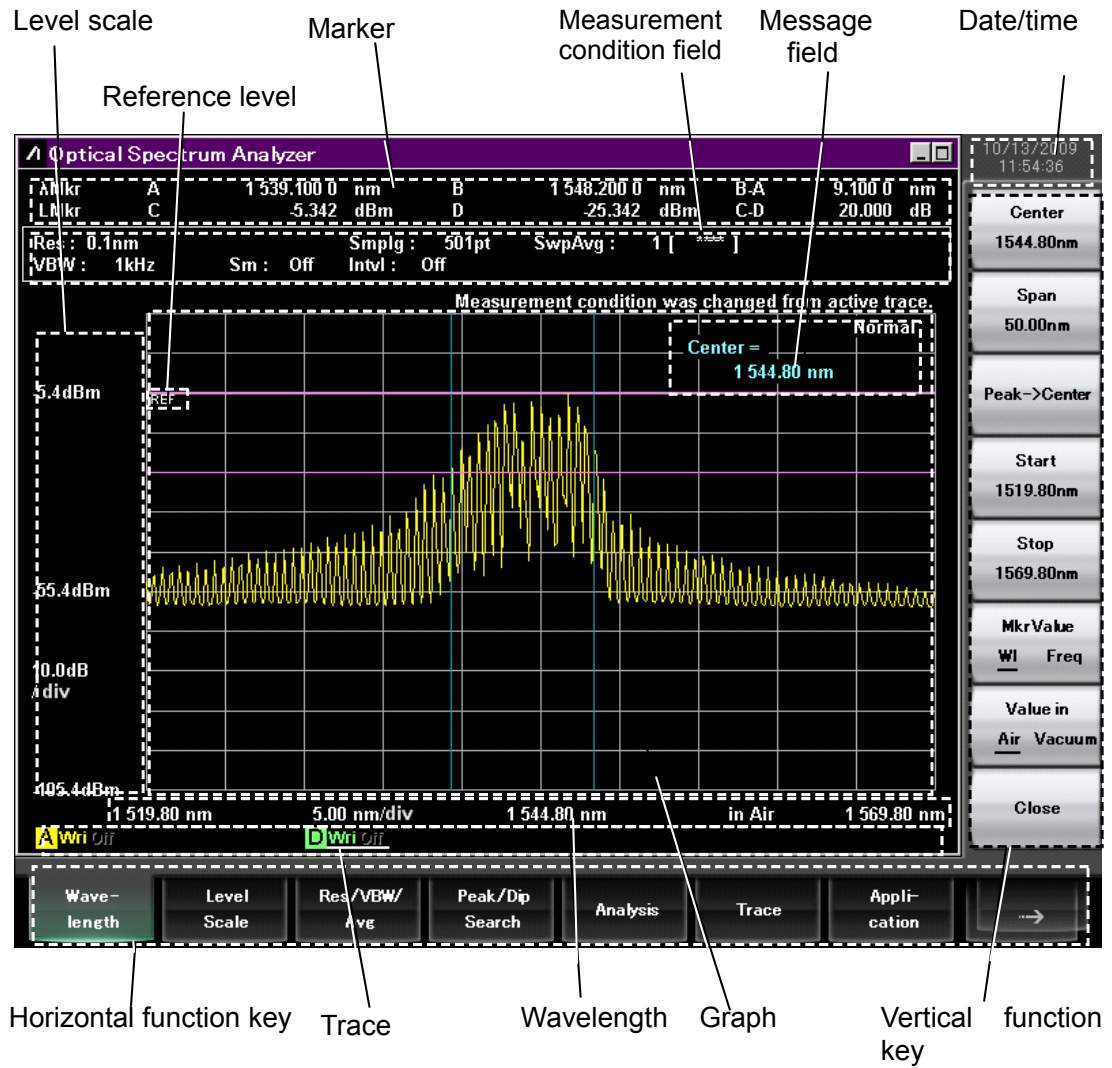 Level scale
Marker
Measurement condition field
Message field
Date/time
Reference level
Optical Spectrum Analyzer
10/13/2009
11:54:36
λMkr A 1 539.100 0 nm B 1 548.200 0 nm B-A 9.100 0 nm
LMkr C -5.342 dBm D -25.342 dBm C-D 20.000 dB
Res : 0.1nm Smplg : 501pt SwpAvg : 1 [ **** ]
VBW : 1kHz Sm : Off Intvl : Off
Measurement condition was changed from active trace.
Normal
Center =
1 544.80 nm
5.4dBm
REF
55.4dBm
10.0dB
/div
-105.4dBm
1 519.80 nm 5.00 nm/div 1 544.80 nm in Air 1 569.80 nm
A Wri Off D Wri Off
Center
1544.80nm
Span
50.00nm
Peak->Center
Start
1519.80nm
Stop
1569.80nm
Mkr Value
Wl Freq
Value in
Air Vacuum
Close
Wave-
length
Level
Scale
Res/VBW/
Avg
Peak/Dip
Search
Analysis
Trace
Appli-
cation
Horizontal function key
Trace
Wavelength
Graph
Vertical function
key